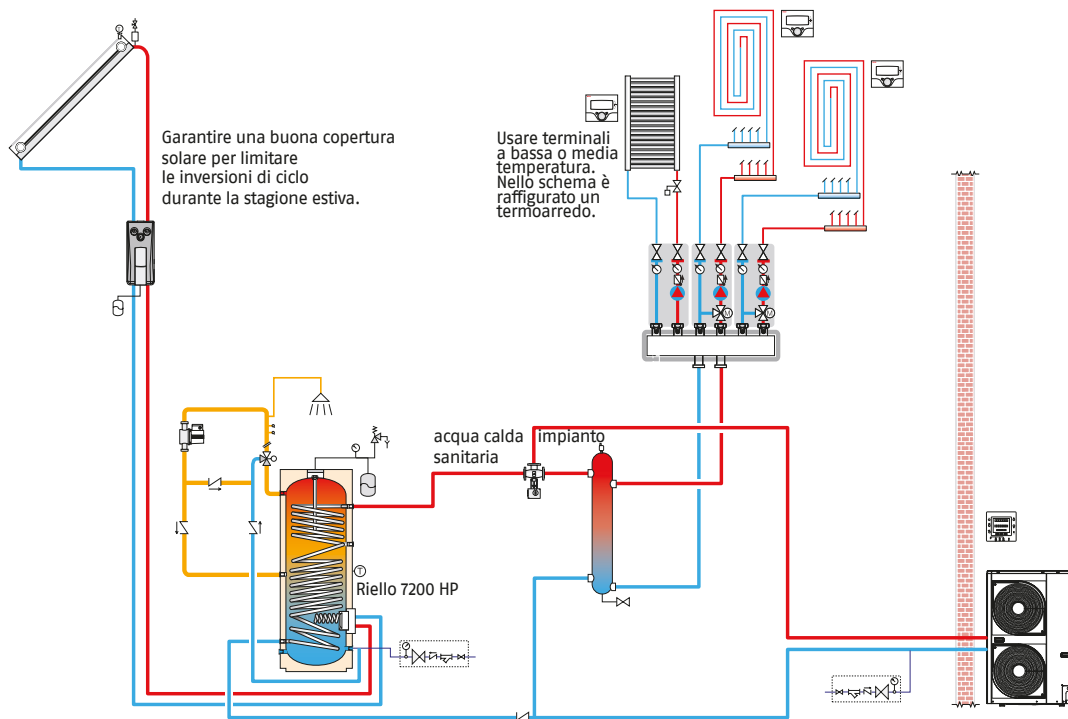 Garantire una buona copertura
solare per limitare
le inversioni di ciclo
durante la stagione estiva.
Usare terminali
a bassa o media
temperatura.
Nello schema è
raffigurato un
termoarredo.
M
M
acqua calda
sanitaria
impianto
T
Riello 7200 HP